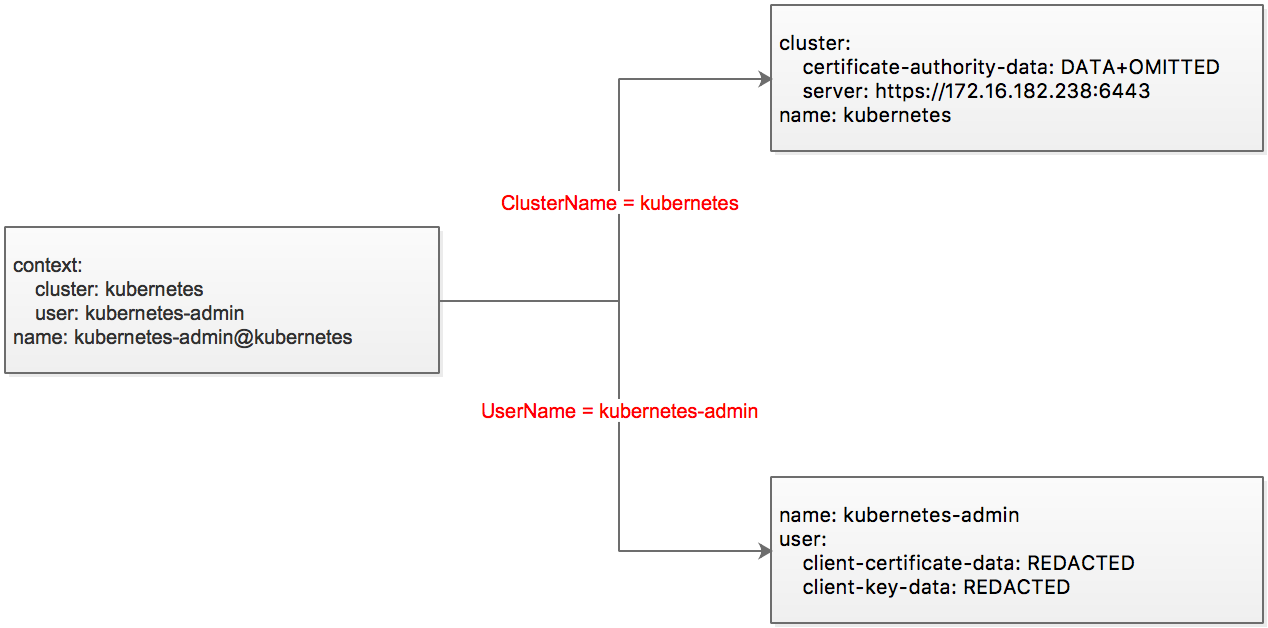 cluster:
certificate-authority-data: DATA+OMITTED
server: https://172.16.182.238:6443
name: kubernetes
ClusterName = kubernetes
context:
cluster: kubernetes
user: kubernetes-admin
name: kubernetes-admin@kubernetes
UserName = kubernetes-admin
name: kubernetes-admin
user:
client-certificate-data: REDACTED
client-key-data: REDACTED